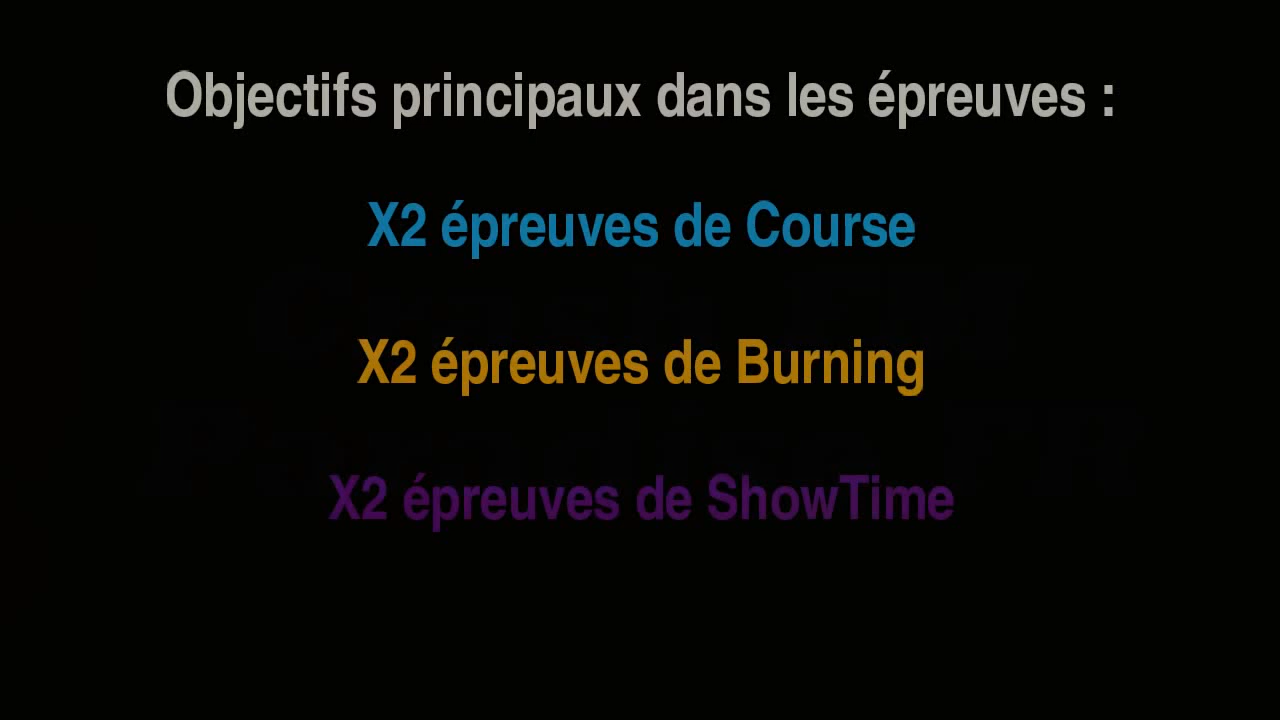 Objectifs principaux dans les épreuves :
X2 épreuves de Course
X2 épreuves de Burning
X2 épreuves de ShowTime